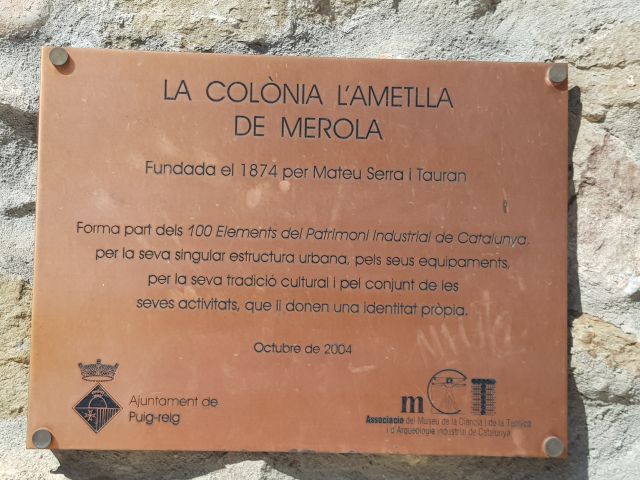 LA COLÒNIA L'AMETLLA
DE MEROLA
Fundada el 1874 per Mateu Serra i Tauran
Forma part dels 100 Elements del Patrimoni Industrial de Catalunya,
per la seva singular estructura urbana, pels seus equipaments,
per la seva tradició cultural i pel conjunt de les
seves activitats, que li donen una identitat pròpia.
Octubre de 2004
Ajuntament de
Puig-reig
mCT
Associació del Museu de la Ciència i de la Tècnica
i d'Arqueologia Industrial de Catalunya